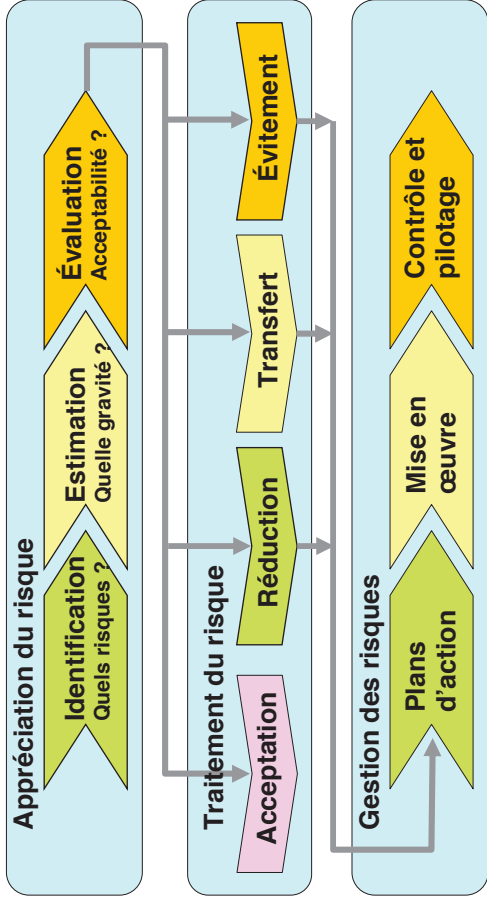 Appréciation du risque
Identification
Quels risques ?
Estimation
Quelle gravité ?
Évaluation
Acceptabilité ?
Traitement du risque
Acceptation
Réduction
Transfert
Évitement
Gestion des risques
Plans
d’action
Mise en
œuvre
Contrôle et
pilotage